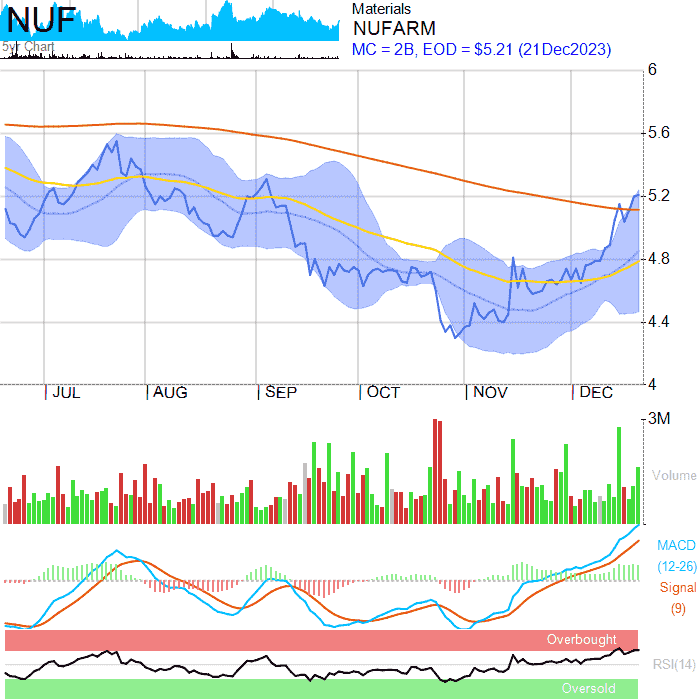 NUF
5yr Chart
Materials
NUFARM
MC = 2B, EOD = $5.21 (21Dec2023)
6
5.6
5.2
4.8
4.4
4
JUL AUG SEP OCT NOV DEC
3M
Volume
MACD
(12-26)
Signal
(9)
Overbought
RSI(14)
Oversold